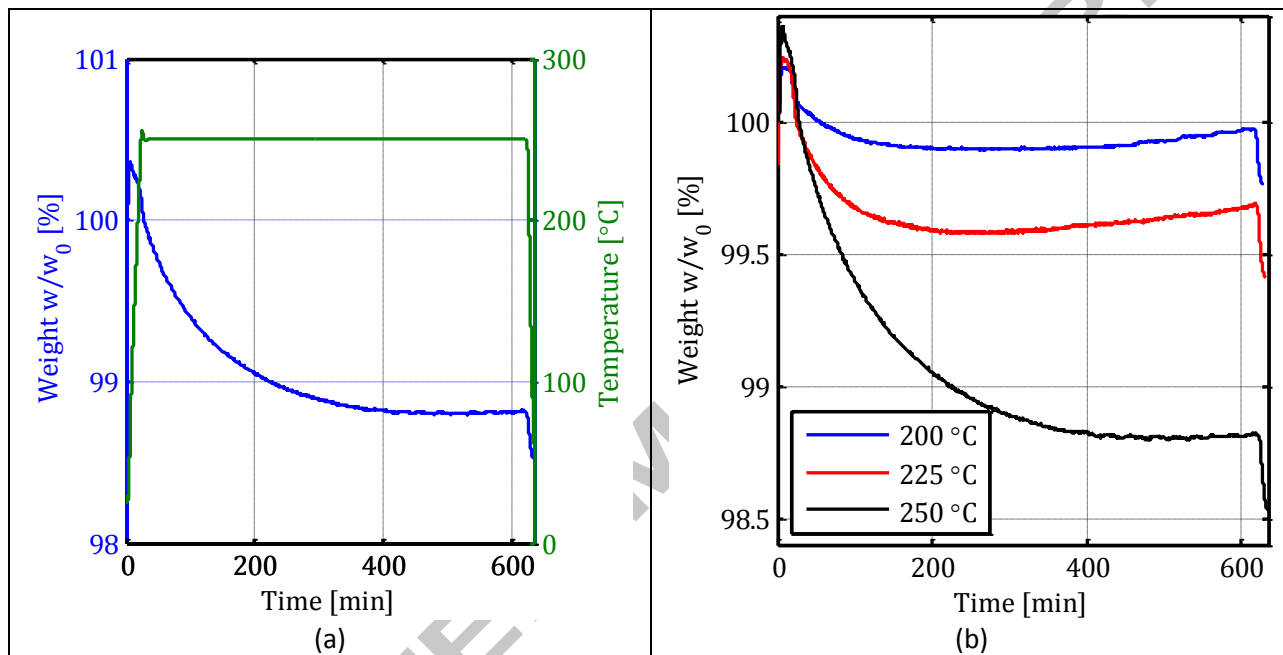 101
100
99
98
Weight w/w0 [%]
300
200
100
0
Temperature [°C]
0 200 400 600
Time [min]
(a)
100
99.5
99
98.5
Weight w/w0 [%]
200 °C
225 °C
250 °C
0 200 400 600
Time [min]
(b)